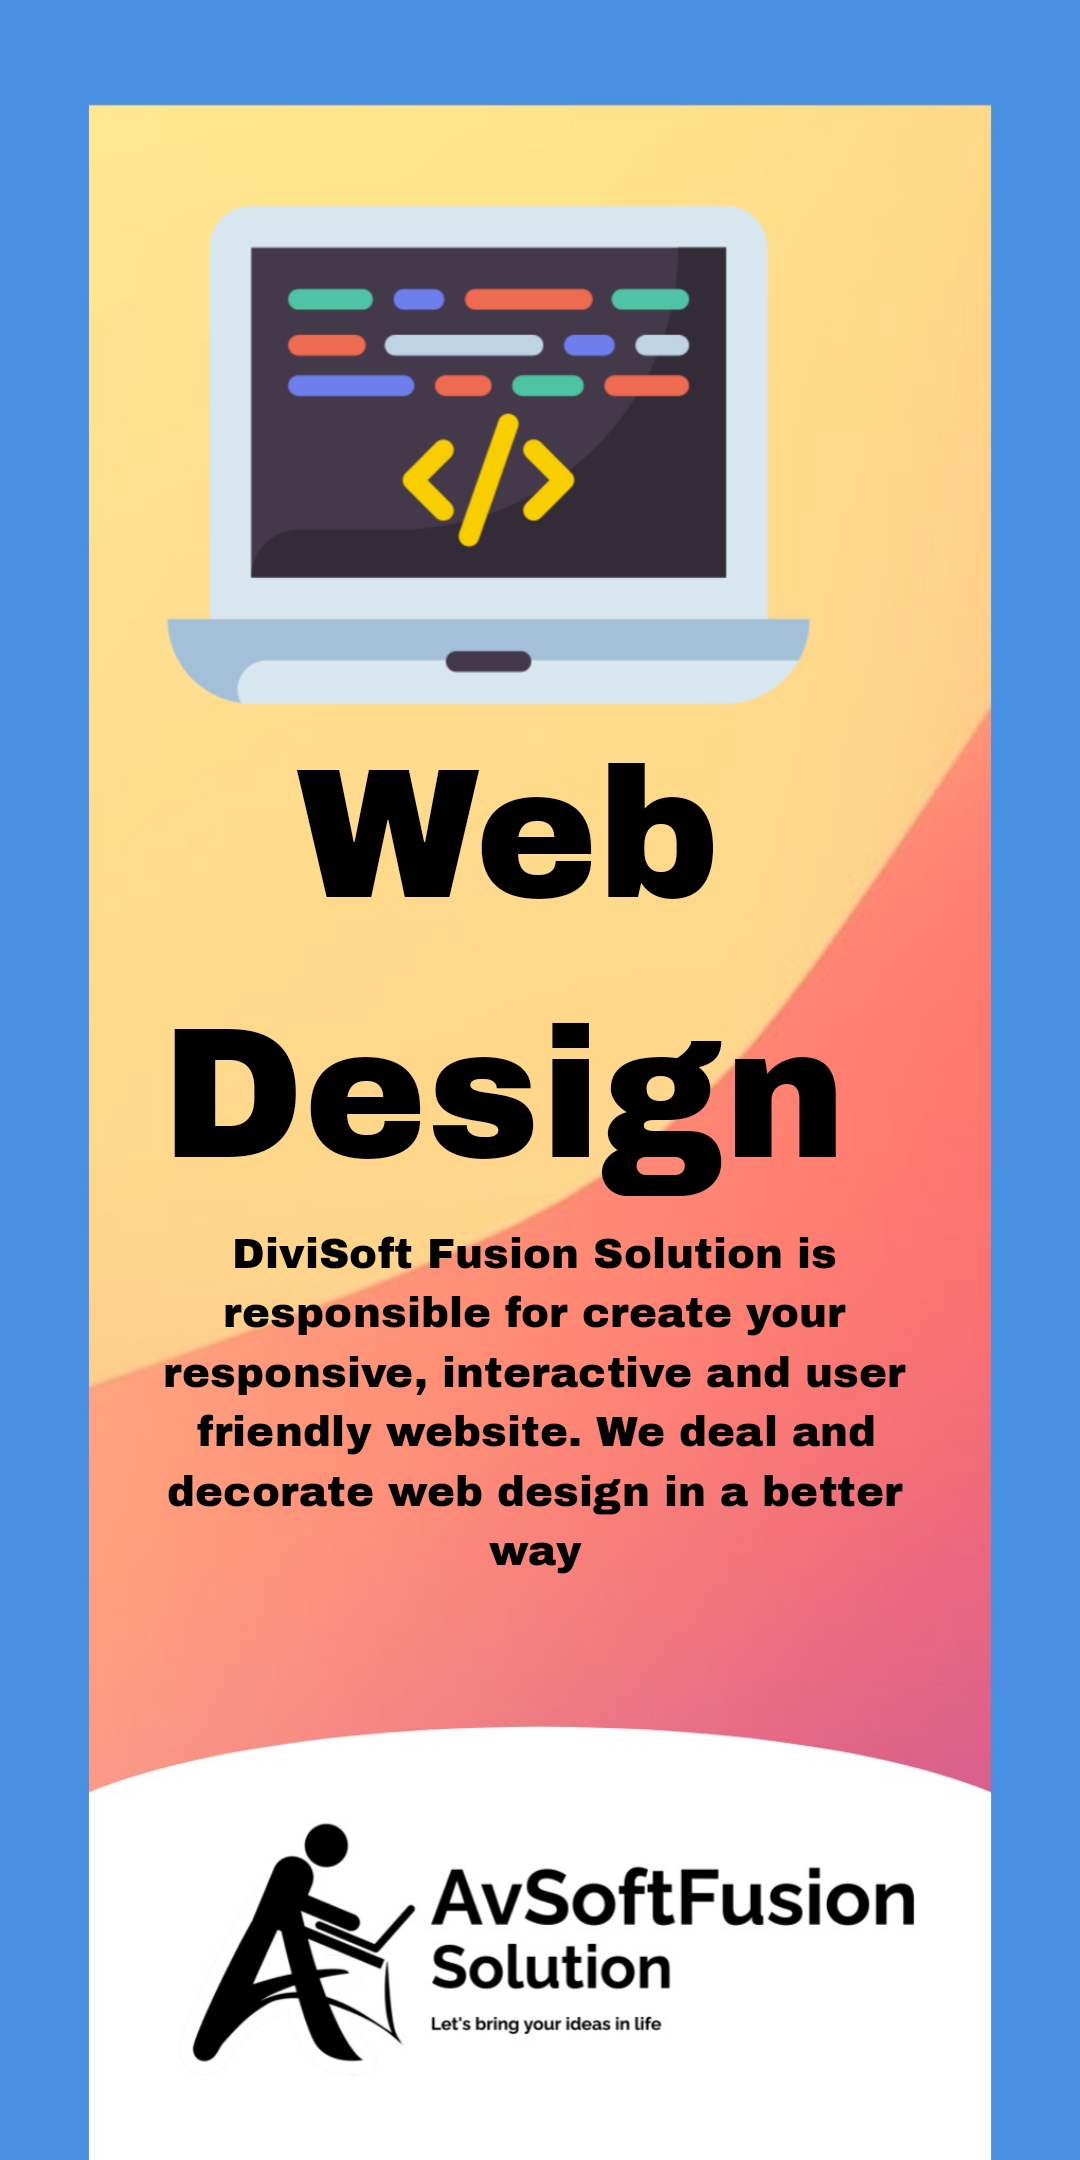 </>
Web
Design
DiviSoft Fusion Solution is
responsible for create your
responsive, interactive and user
friendly website. We deal and
decorate web design in a better
way
AvSoftFusion
Solution
Let's bring your ideas in life